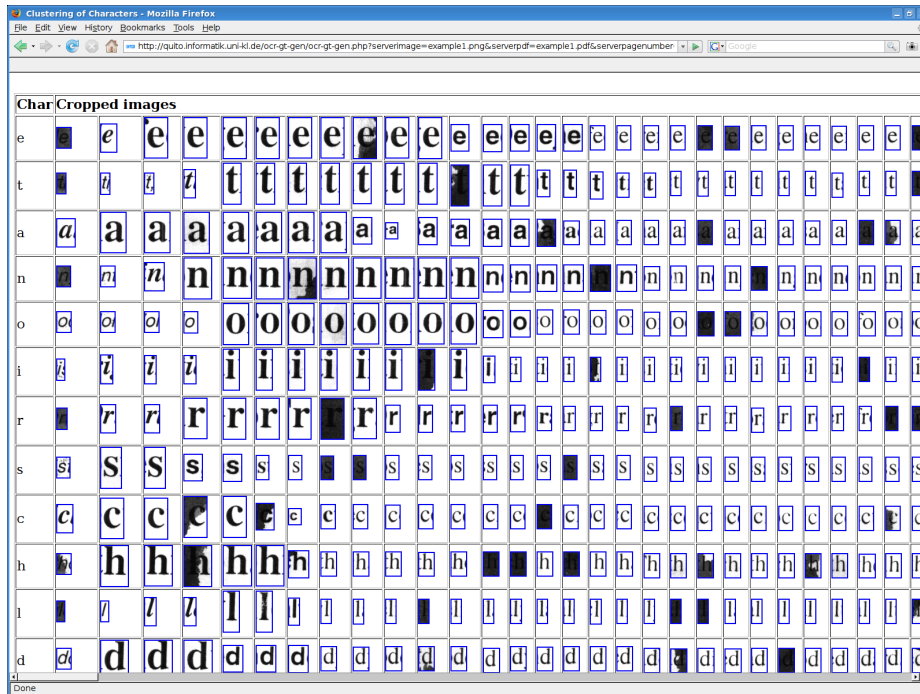 Clustering of Characters - Mozilla Firefox
File Edit View History Bookmarks Tools Help
http://quito.informatik.uni-kl.de/ocr-gt-gen/ocr-gt-gen.php?serverimage=example1.png&serverpdf=example1.pdf&serverpagenumber
Google
Char Cropped images
e e e e e e e e e e e e e e e e e e e e e e e e e e e e
t t t t t t t t t t t t t t t t t t t t t t t t t t t t
a a a a a a a a a a a a a a a a a a a a a a a a a a a a
n n n n n n n n n n n n n n n n n n n n n n n n n n n n
o o o o o o o o o o o o o o o o o o o o o o o o o o o o
i i i i i i i i i i i i i i i i i i i i i i i i i i i i
r r r r r r r r r r r r r r r r r r r r r r r r r r r r
s s s s s s s s s s s s s s s s s s s s s s s s s s s s
c c c c c c c c c c c c c c c c c c c c c c c c c c c c
h h h h h h h h h h h h h h h h h h h h h h h h h h h h
l l l l l l l l l l l l l l l l l l l l l l l l l l l l
d d d d d d d d d d d d d d d d d d d d d d d d d d d d
Done